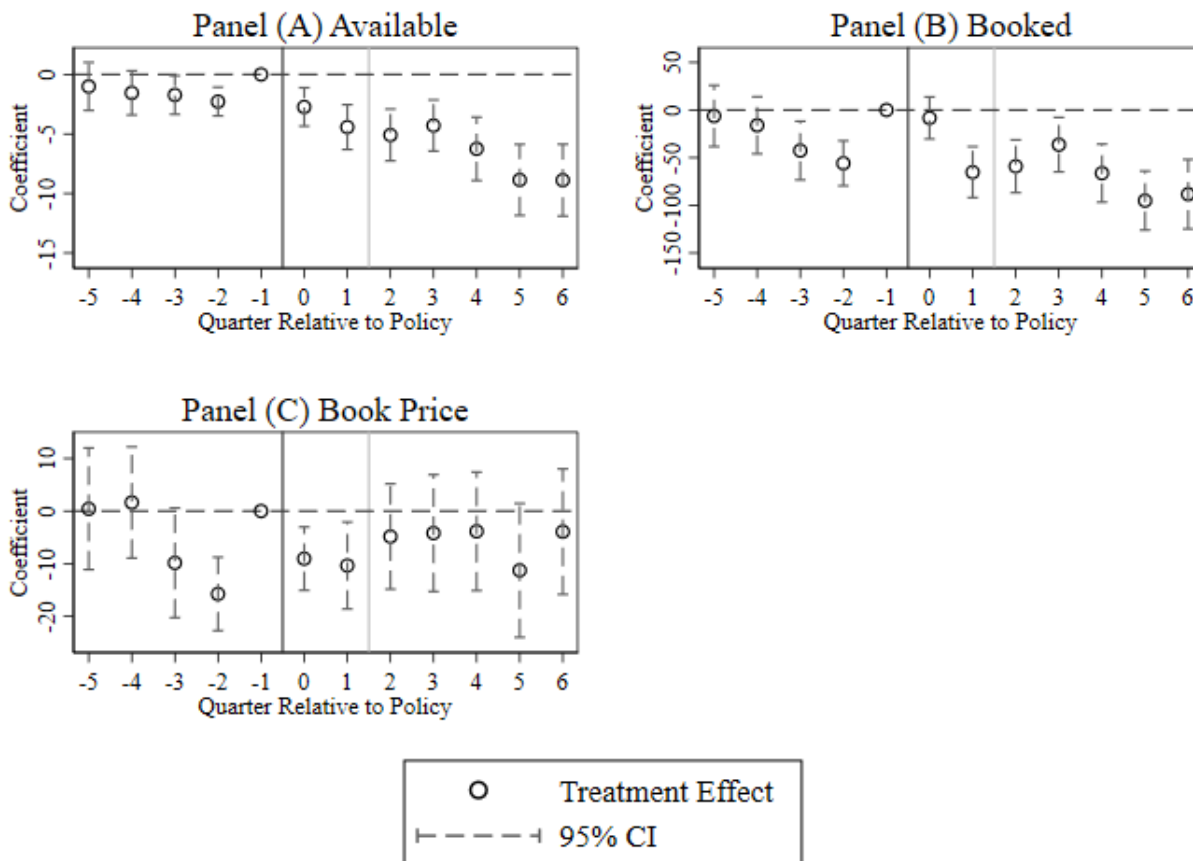 Panel (A) Available
Coefficient
0
-5
-10
-15
-5 -4 -3 -2 -1 0 1 2 3 4 5 6
Quarter Relative to Policy
Panel (B) Booked
Coefficient
50
0
-50
-100
-150
-5 -4 -3 -2 -1 0 1 2 3 4 5 6
Quarter Relative to Policy
Panel (C) Book Price
Coefficient
10
0
-10
-20
-5 -4 -3 -2 -1 0 1 2 3 4 5 6
Quarter Relative to Policy
Treatment Effect
95% CI